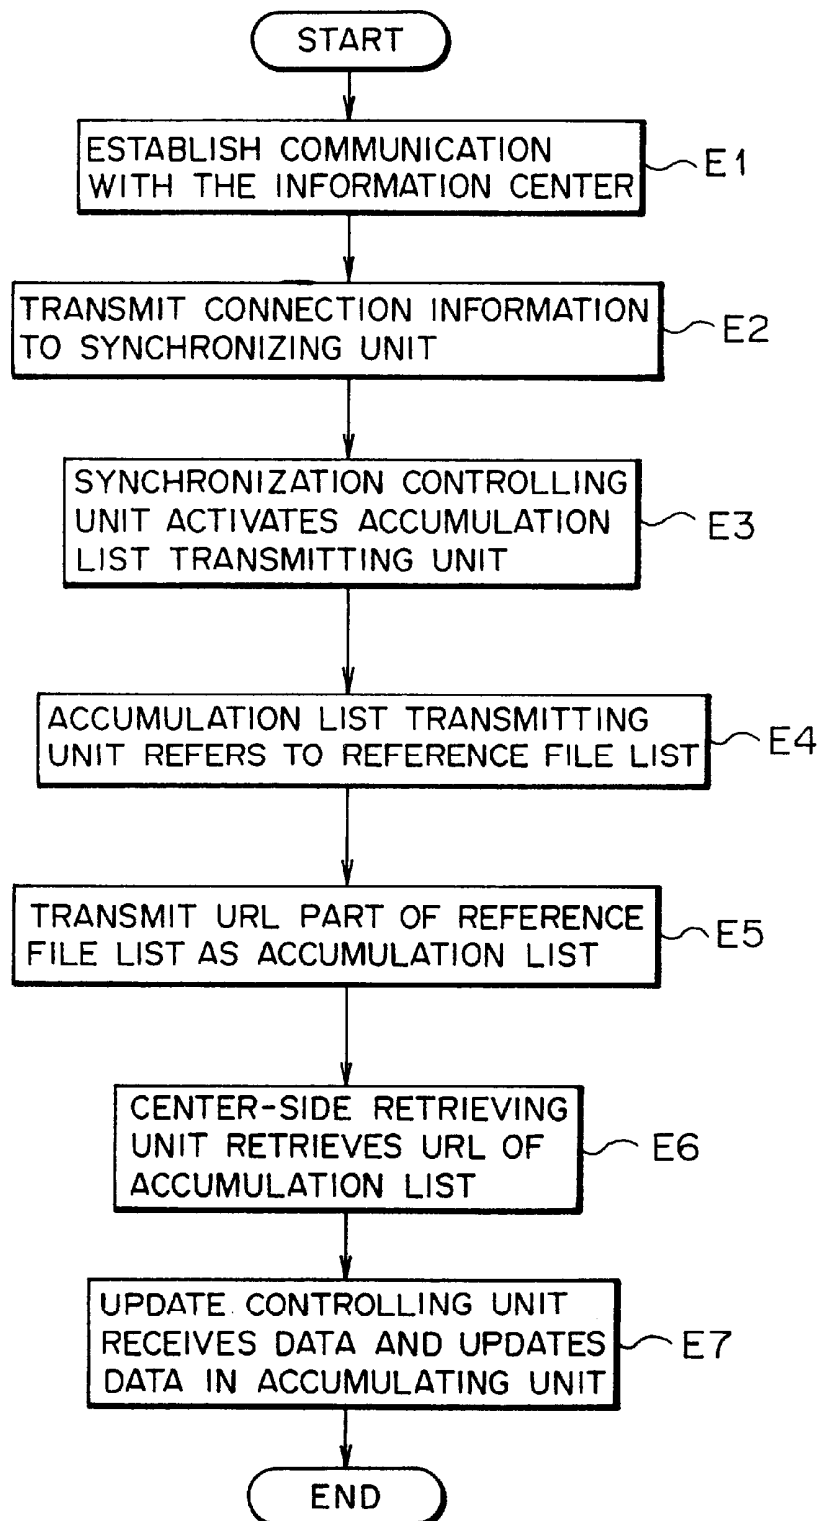 START
ESTABLISH COMMUNICATION
WITH THE INFORMATION CENTER
E1
TRANSMIT CONNECTION INFORMATION
TO SYNCHRONIZING UNIT
E2
SYNCHRONIZATION CONTROLLING
UNIT ACTIVATES ACCUMULATION
LIST TRANSMITTING UNIT
E3
ACCUMULATION LIST TRANSMITTING
UNIT REFERS TO REFERENCE FILE LIST
E4
TRANSMIT URL PART OF REFERENCE
FILE LIST AS ACCUMULATION LIST
E5
CENTER-SIDE RETRIEVING
UNIT RETRIEVES URL OF
ACCUMULATION LIST
E6
UPDATE CONTROLLING UNIT
RECEIVES DATA AND UPDATES
DATA IN ACCUMULATING UNIT
E7
END